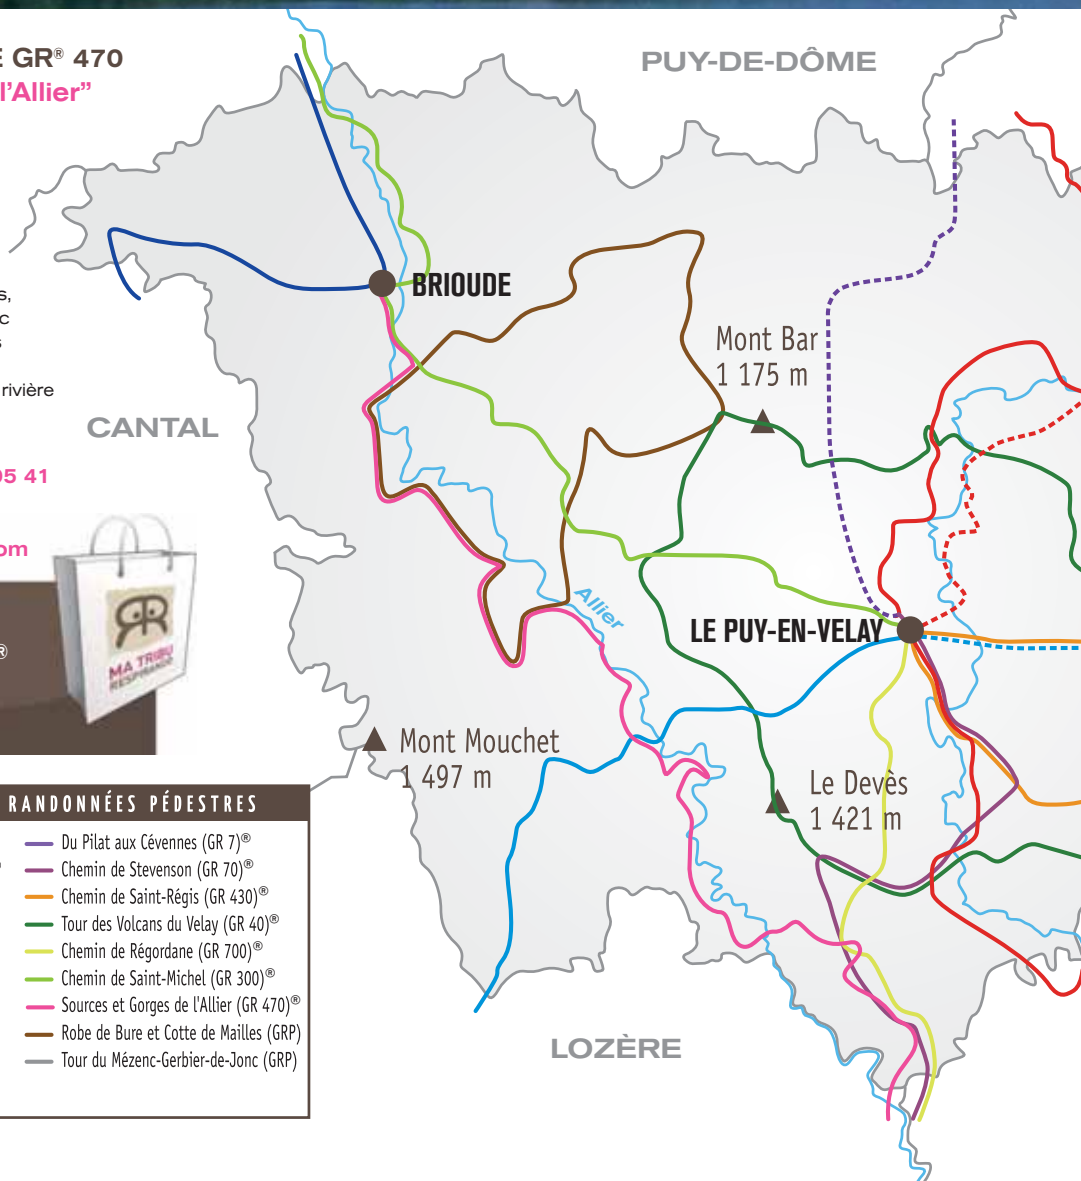 E GR® 470
l'Allier”
s,
c
s
rivière
05 41
om
®
MA TRIBU
RESPIRANDO
PUY-DE-DÔME
BRIOUDE
Mont Bar
1 175 m
CANTAL
Allier
LE PUY-EN-VELAY
Mont Mouchet
1 497 m
Le Devès
1 421 m
LOZÈRE
RANDONNÉES PÉDESTRES
Du Pilat aux Cévennes (GR 7)®
Chemin de Stevenson (GR 70)®
Chemin de Saint-Régis (GR 430)®
Tour des Volcans du Velay (GR 40)®
Chemin de Régordane (GR 700)®
Chemin de Saint-Michel (GR 300)®
Sources et Gorges de l'Allier (GR 470)®
Robe de Bure et Cotte de Mailles (GRP)
Tour du Mézenc-Gerbier-de-Jonc (GRP)